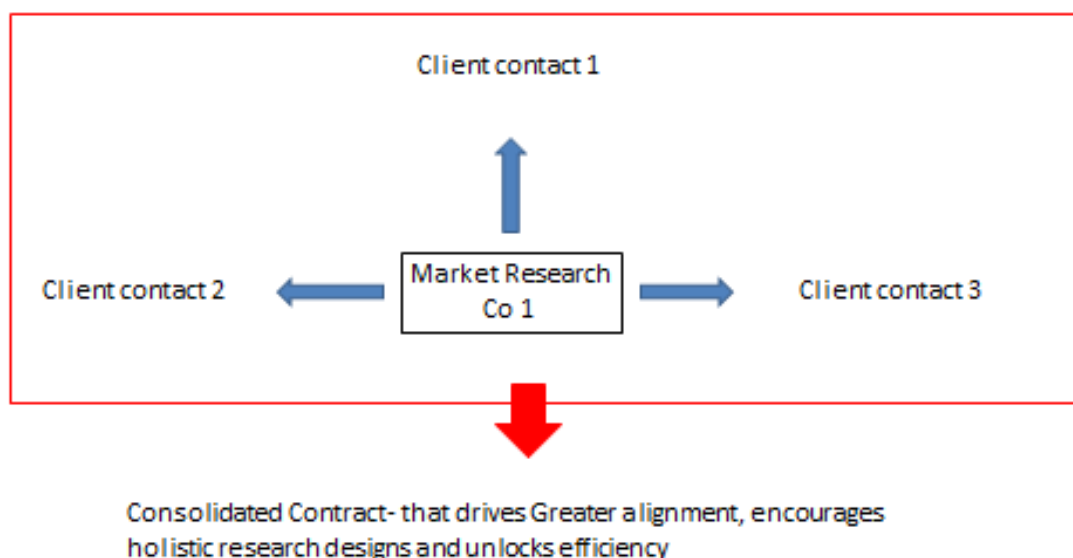 Client contact 1
Client contact 2
Market Research
Co 1
Client contact 3
Consolidated Contract- that drives Greater alignment, encourages
holistic research designs and unlocks efficiency